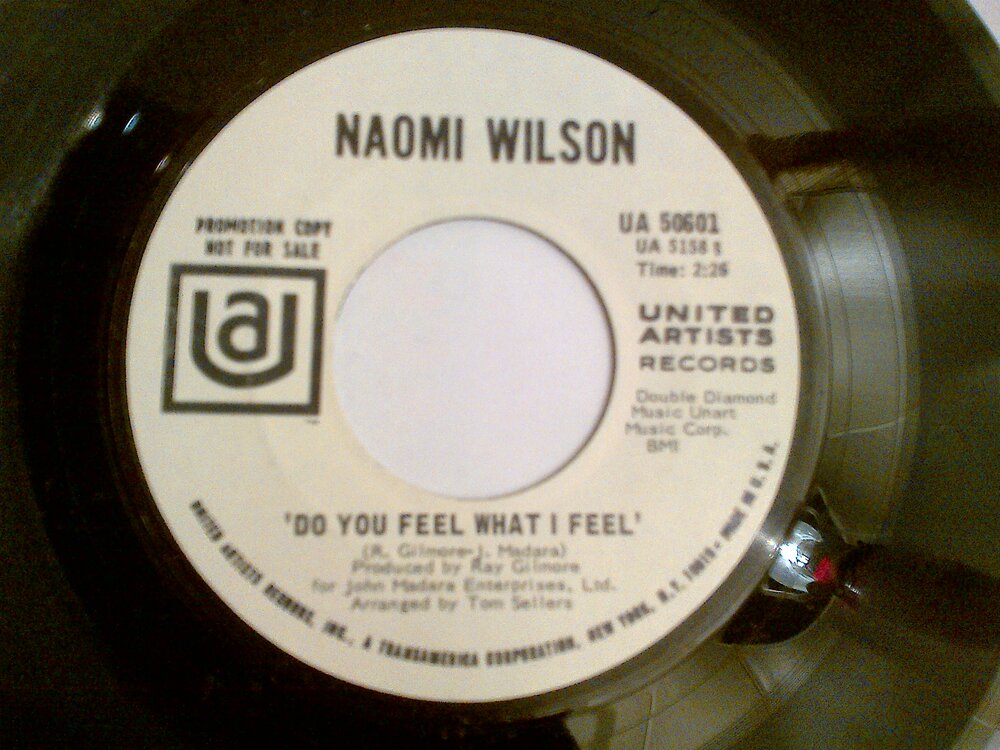 NAOMI WILSON
PROMOTION COPY
NOT FOR SALE
UA 50601
UA 5158 s
Time: 2:26
ua
UNITED
ARTISTS
RECORDS
Double Diamond
Music Unart
Music Corp.
BMI
'DO YOU FEEL WHAT I FEEL'
(R. Gilmore-J. Madara)
Produced by Ray Gilmore
for John Madara Enterprises, Ltd.
Arranged by Tom Sellers
UNITED ARTISTS RECORDS, INC., A TRANSAMERICA CORPORATION, NEW YORK, N.Y. 10019 • MADE IN U.S.A.